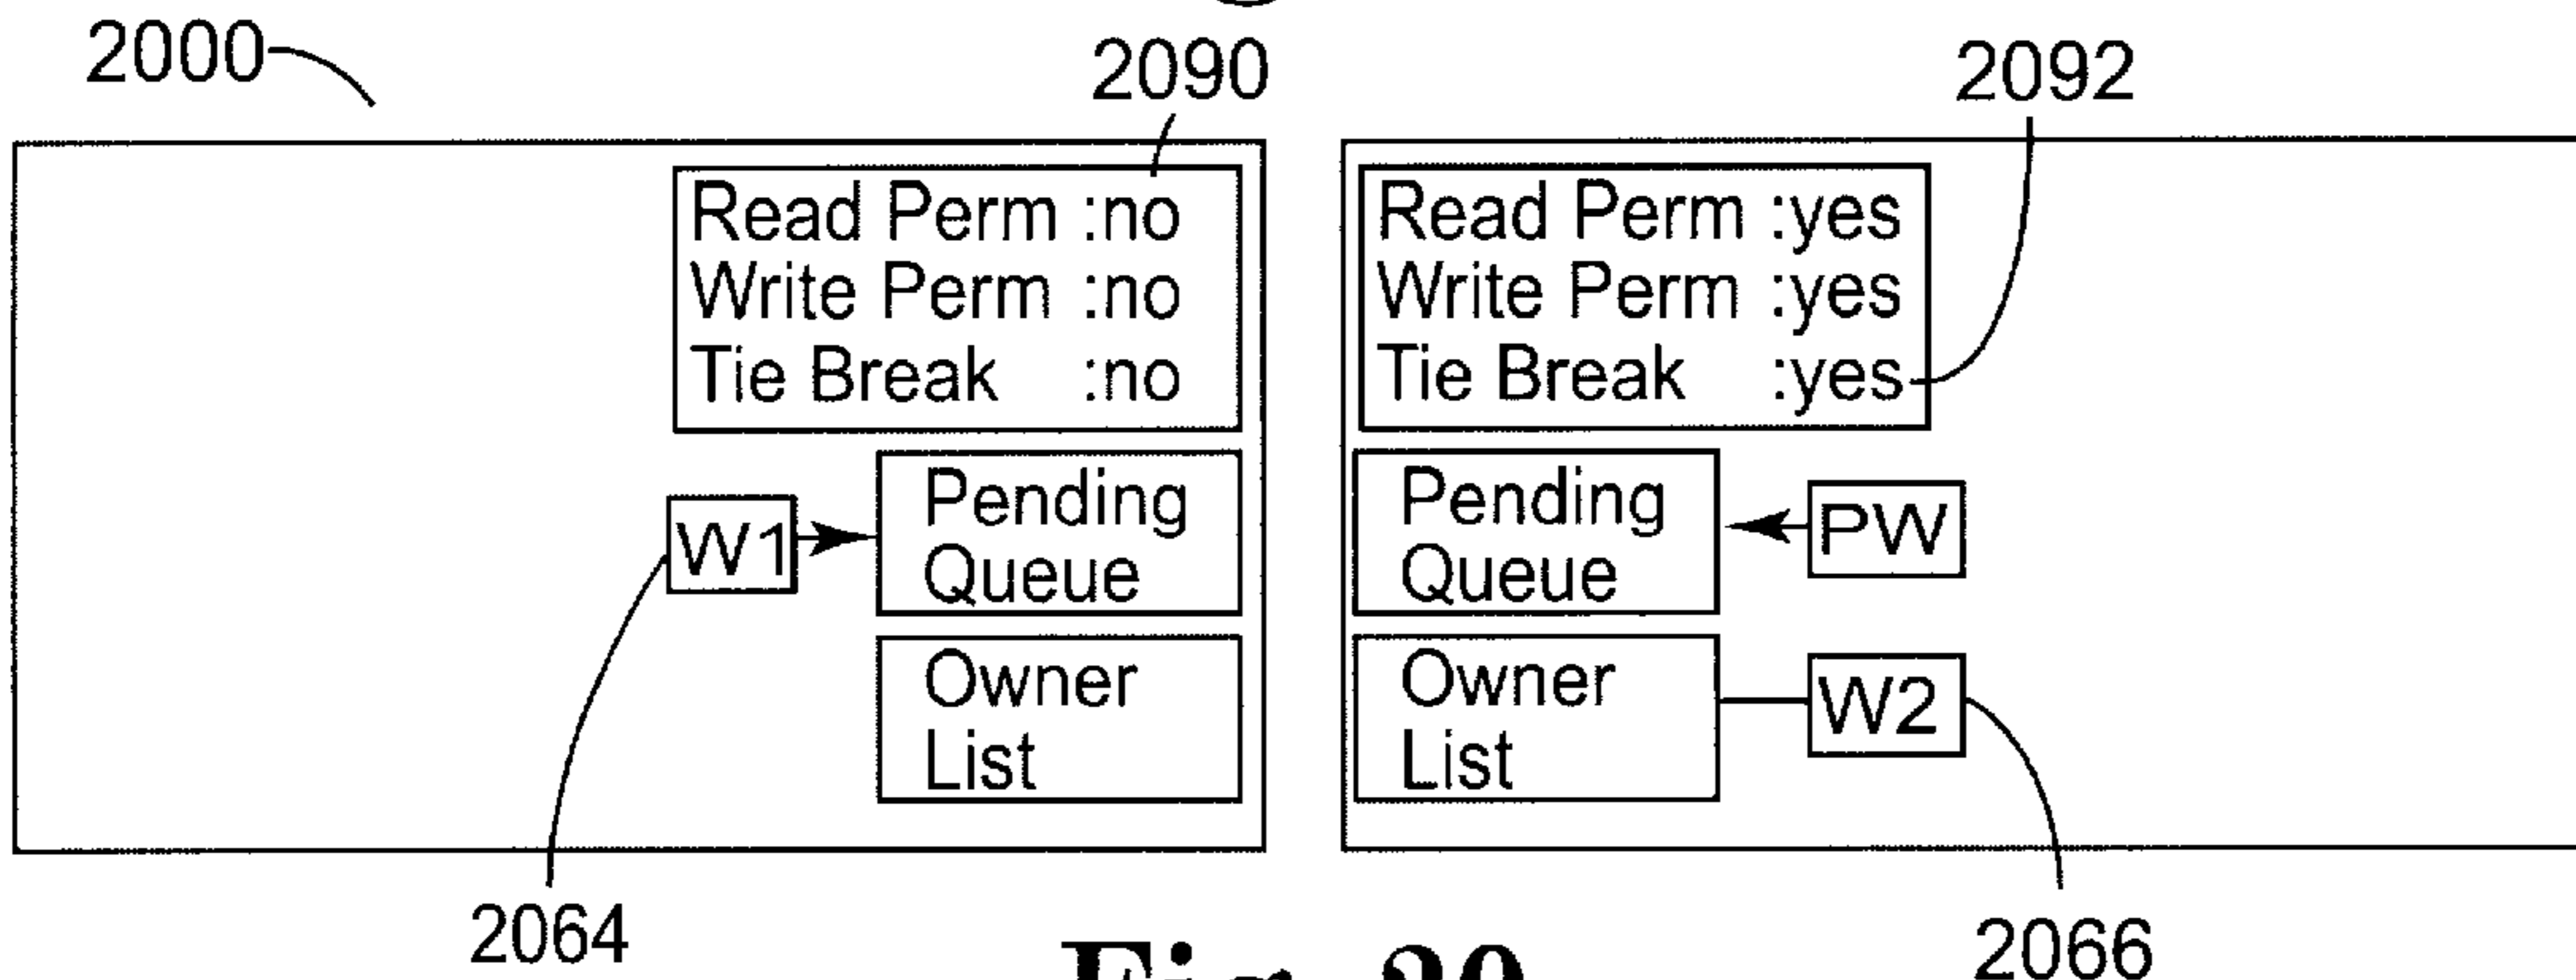 2000
2090
2092
Read Perm :no
Write Perm :no
Tie Break :no
Read Perm :yes
Write Perm :yes
Tie Break :yes
W1
Pending
Queue
Pending
Queue
PW
Owner
List
Owner
List
W2
2064
2066